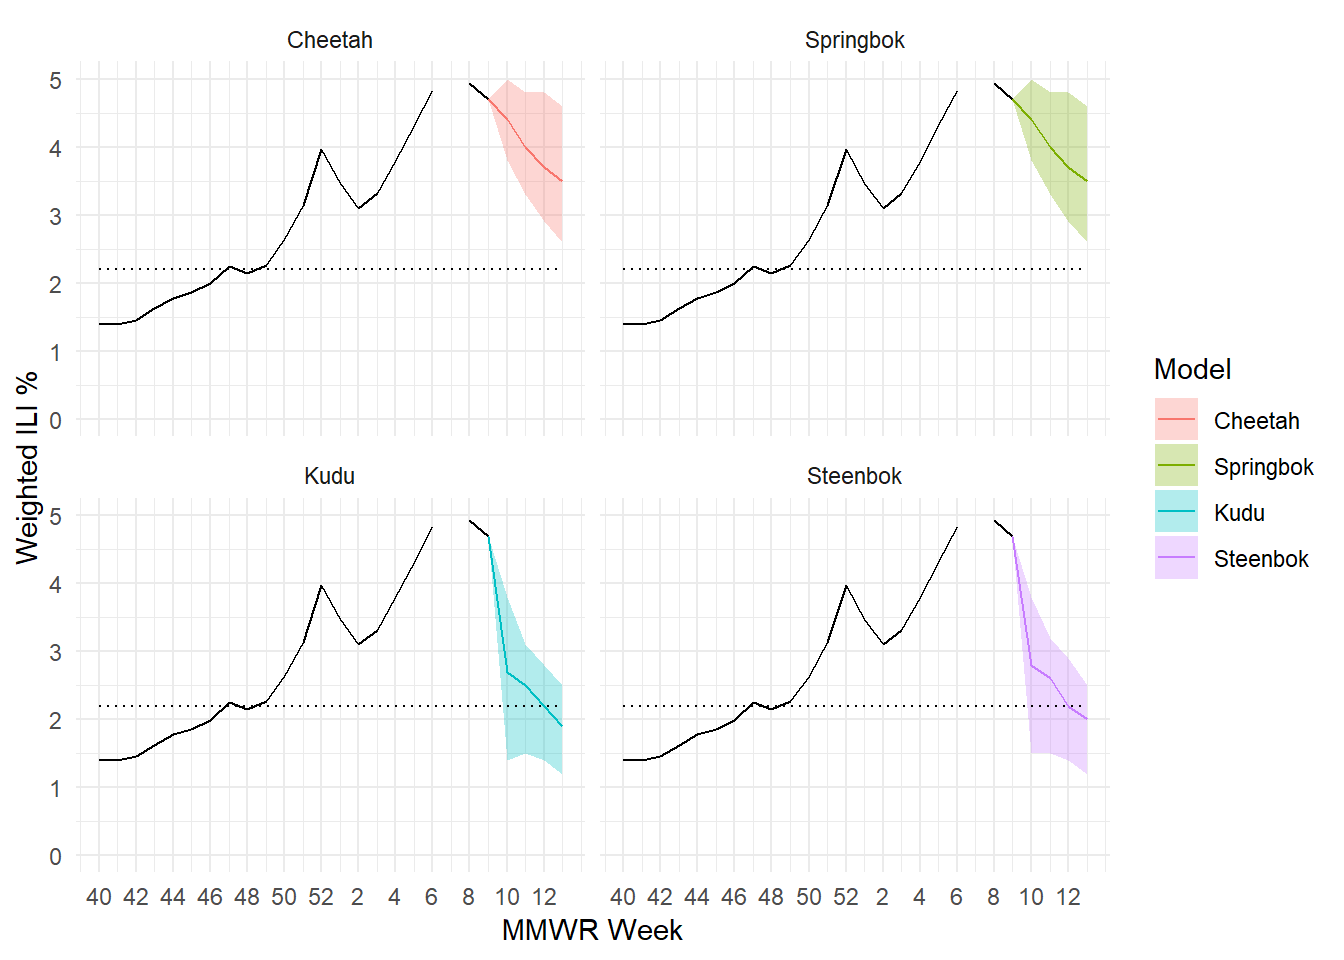 Cheetah
Springbok
5
4
3
2
1
0
Kudu
Steenbok
5
4
3
2
1
0
40 42 44 46 48 50 52 2 4 6 8 10 12
40 42 44 46 48 50 52 2 4 6 8 10 12
MMWR Week
Weighted ILI %
Model
Cheetah
Springbok
Kudu
Steenbok